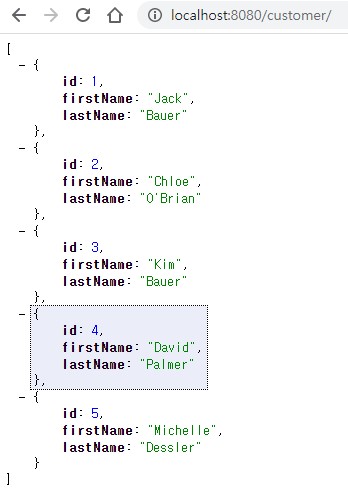 localhost:8080/customer/
[
- {
id: 1,
firstName: "Jack",
lastName: "Bauer"
},
- {
id: 2,
firstName: "Chloe",
lastName: "O'Brian"
},
- {
id: 3,
firstName: "Kim",
lastName: "Bauer"
},
- {
id: 4,
firstName: "David",
lastName: "Palmer"
},
- {
id: 5,
firstName: "Michelle",
lastName: "Dessler"
}
]